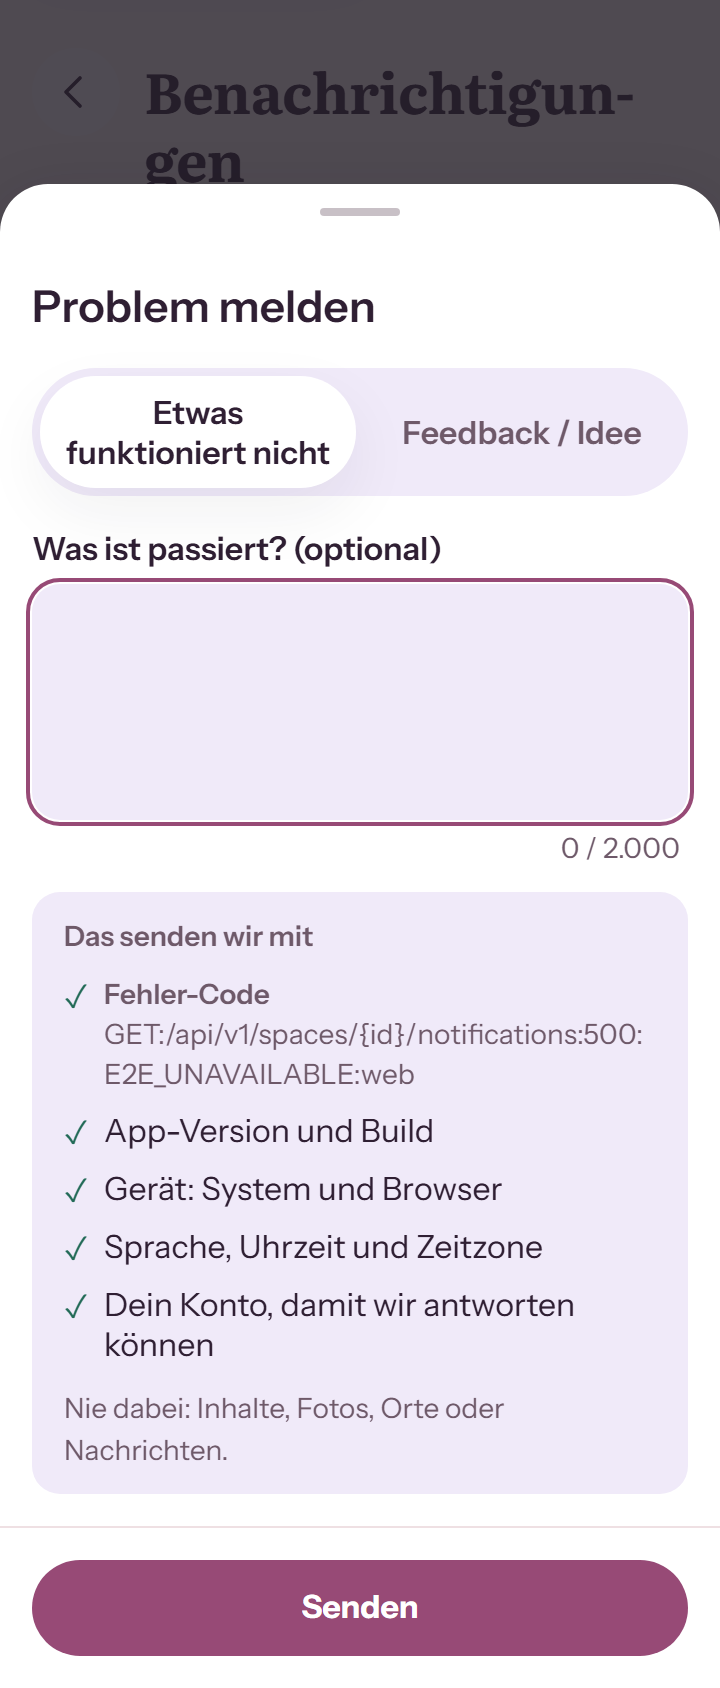 Benachrichtigun-
gen
Problem melden
Etwas
funktioniert nicht
Feedback / Idee
Was ist passiert? (optional)
0 / 2.000
Das senden wir mit
Fehler-Code
GET:/api/v1/spaces/{id}/notifications:500:
E2E_UNAVAILABLE:web
App-Version und Build
Gerät: System und Browser
Sprache, Uhrzeit und Zeitzone
Dein Konto, damit wir antworten
können
Nie dabei: Inhalte, Fotos, Orte oder
Nachrichten.
Senden